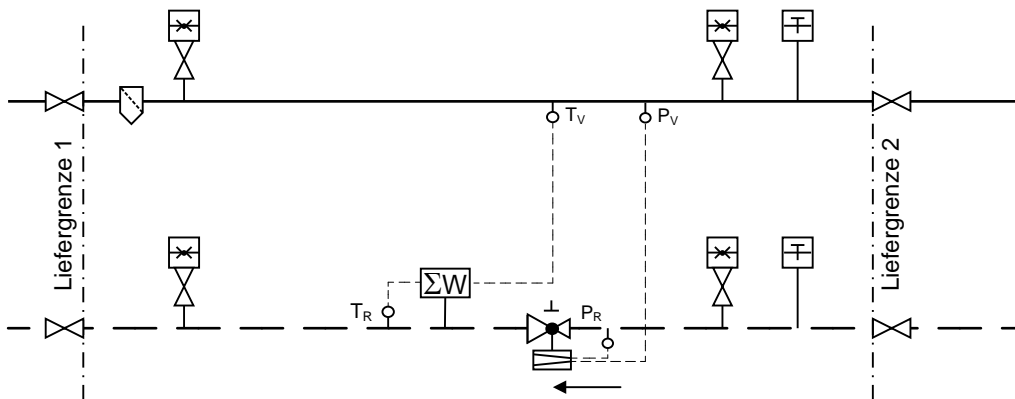 T
T_V
P_V
Liefergrenze 1
Liefergrenze 2
T
ΣW
T_R
P_R